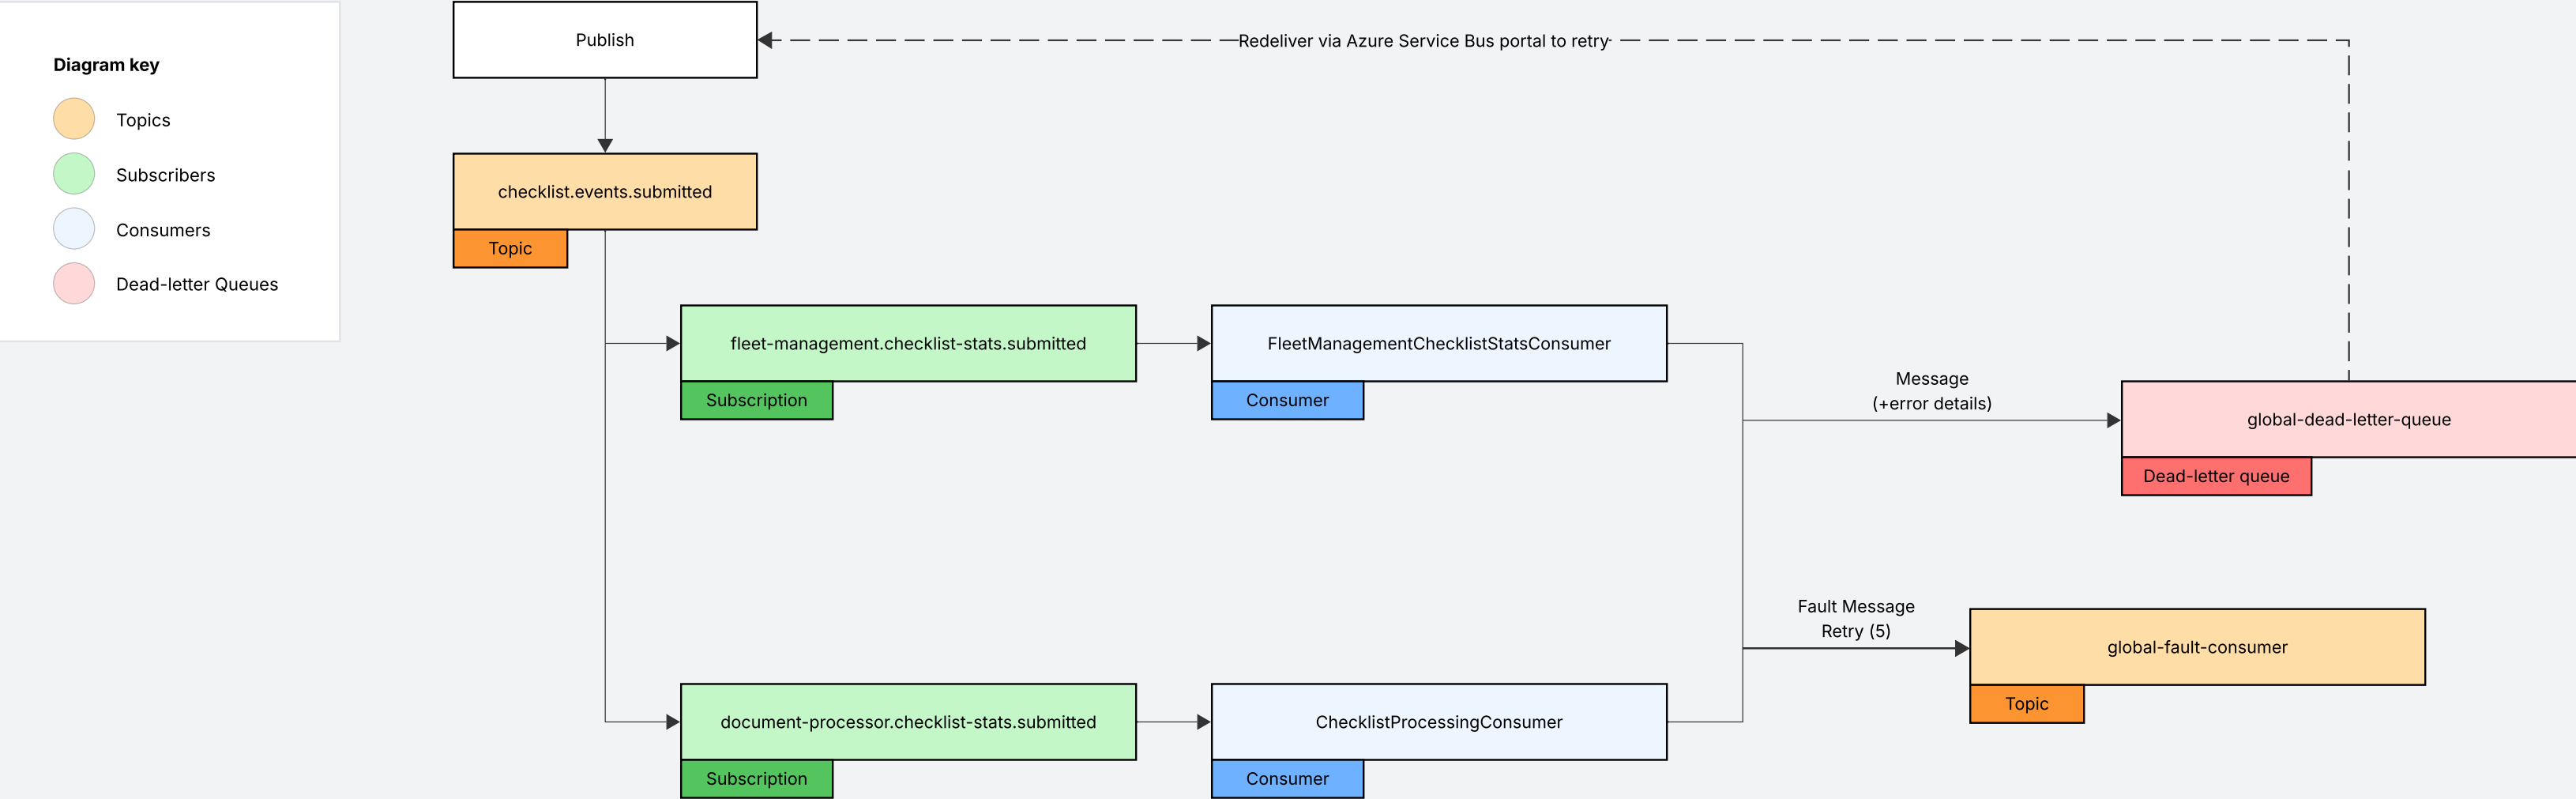 Diagram key
Topics
Subscribers
Consumers
Dead-letter Queues
Publish
Redeliver via Azure Service Bus portal to retry
checklist.events.submitted
Topic
fleet-management.checklist-stats.submitted
Subscription
FleetManagementChecklistStatsConsumer
Consumer
Message
(+error details)
global-dead-letter-queue
Dead-letter queue
Fault Message
Retry (5)
global-fault-consumer
Topic
document-processor.checklist-stats.submitted
Subscription
ChecklistProcessingConsumer
Consumer